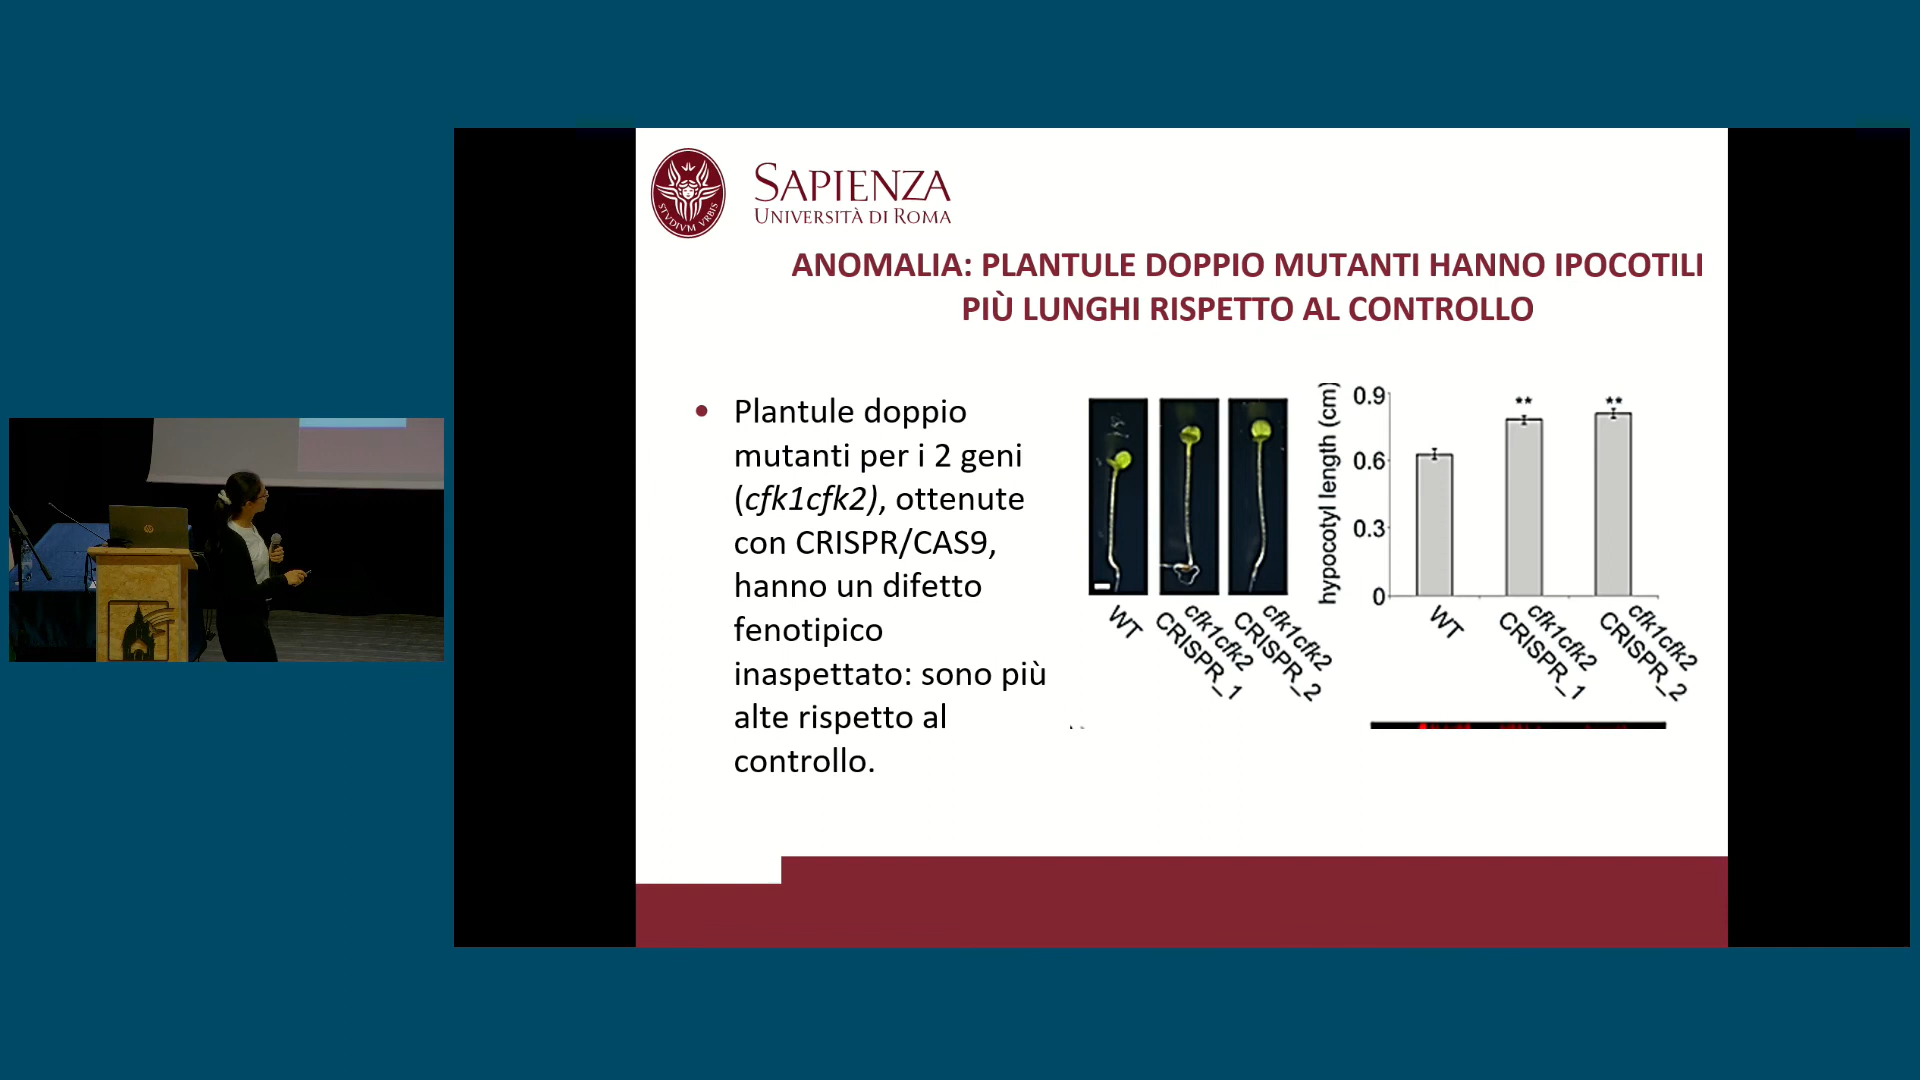 SAPIENZA
UNIVERSITÀ DI ROMA
STVDIVM VRBIS
ANOMALIA: PLANTULE DOPPIO MUTANTI HANNO IPOCOTILI
PIÙ LUNGHI RISPETTO AL CONTROLLO
• Plantule doppio
mutanti per i 2 geni
(cfk1cfk2), ottenute
con CRISPR/CAS9,
hanno un difetto
fenotipico
inaspettato: sono più
alte rispetto al
controllo.
WT
cfk1cfk2
CRISPR_1
cfk1cfk2
CRISPR_2
hypocotyl length (cm)
0.9
0.6
0.3
0
**
**
WT
cfk1cfk2
CRISPR_1
cfk1cfk2
CRISPR_2